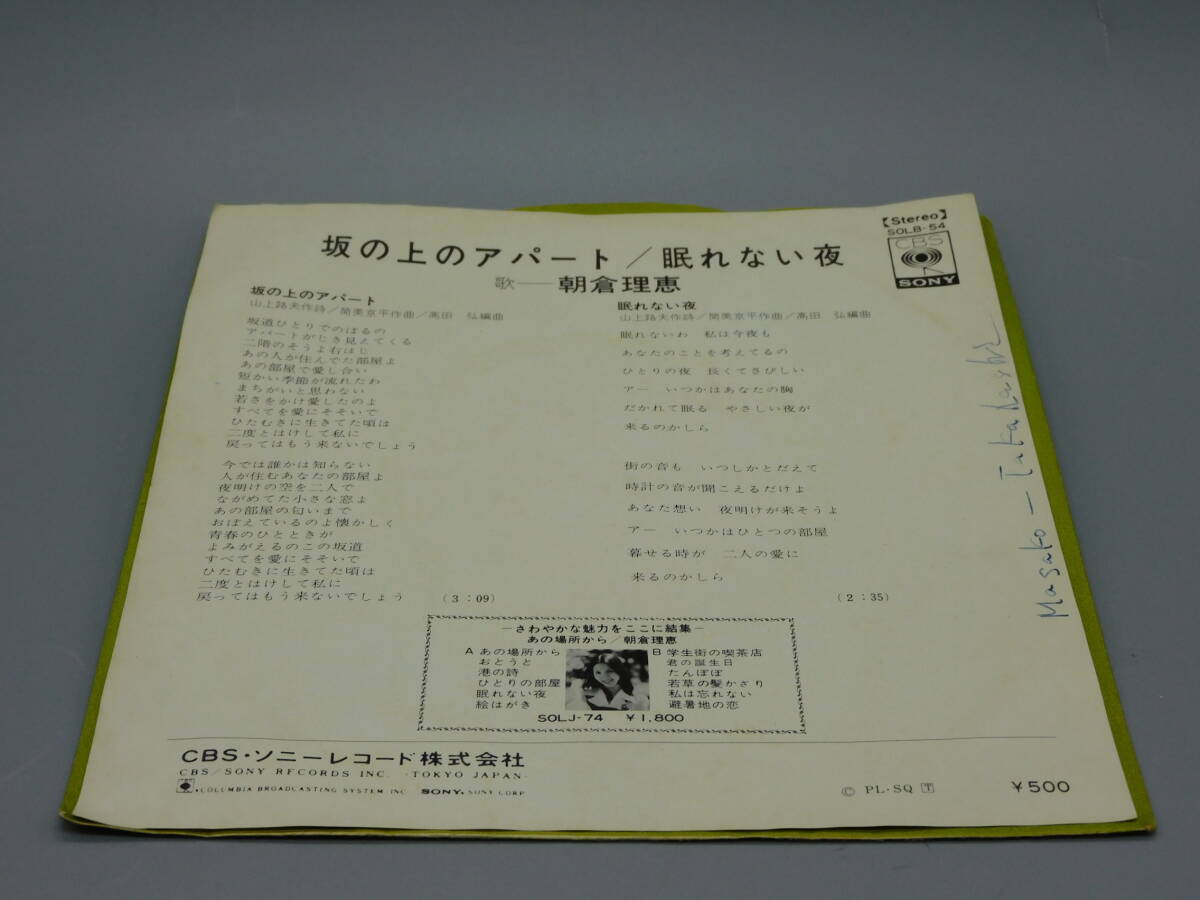 【Stereo】
SOLB-54
CBS
SONY
坂の上のアパート/眠れない夜
歌—朝倉理恵
坂の上のアパート
山上路夫作詩/筒美京平作曲/高田 弘編曲
坂道ひとりでのぼるの
アパートがじき見えてくる
二階のそうよ右はじ
あの人が住んでた部屋よ
あの部屋で愛し合い
短かい季節が流れたわ
まちがいと思わない
若さをかけ愛したのよ
すべてを愛にそそいで
ひたむきに生きてた頃は
二度とはけして私に
戻ってはもう来ないでしょう
今では誰かは知らない
人が住むあなたの部屋よ
夜明けの空を二人で
ながめてた小さな窓よ
あの部屋の匂いまで
おぼえているのよ懐かしく
青春のひとときが
よみがえるのこの坂道
すべてを愛にそそいで
ひたむきに生きてた頃は
二度とはけして私に
戻ってはもう来ないでしょう
(3:09)
眠れない夜
山上路夫作詩/筒美京平作曲/高田 弘編曲
眠れないわ 私は今夜も
あなたのことを考えてるの
ひとりの夜 長くてさびしい
アー いつかはあなたの胸
だかれて眠る やさしい夜が
来るのかしら
街の音も いつしかとだえて
時計の音が聞こえるだけよ
あなた想い 夜明けが来そうよ
アー いつかはひとつの部屋
暮せる時が 二人の愛に
来るのかしら
(2:35)
Masako — Takahashi
—さわやかな魅力をここに結集—
あの場所から/朝倉理恵
A あの場所から
おとうと
港の詩
ひとりの部屋
眠れない夜
絵はがき
B 学生街の喫茶店
君の誕生日
たんぽぽ
若草の髪かざり
私は忘れない
避暑地の恋
SOLJ-74 ¥1,800
CBS・ソニーレコード株式会社
CBS/SONY RECORDS INC. ·TOKYO JAPAN·
COLUMBIA BROADCASTING SYSTEM INC SONY, SONY CORP
Ⓒ PL·SQ 🅃 ¥500